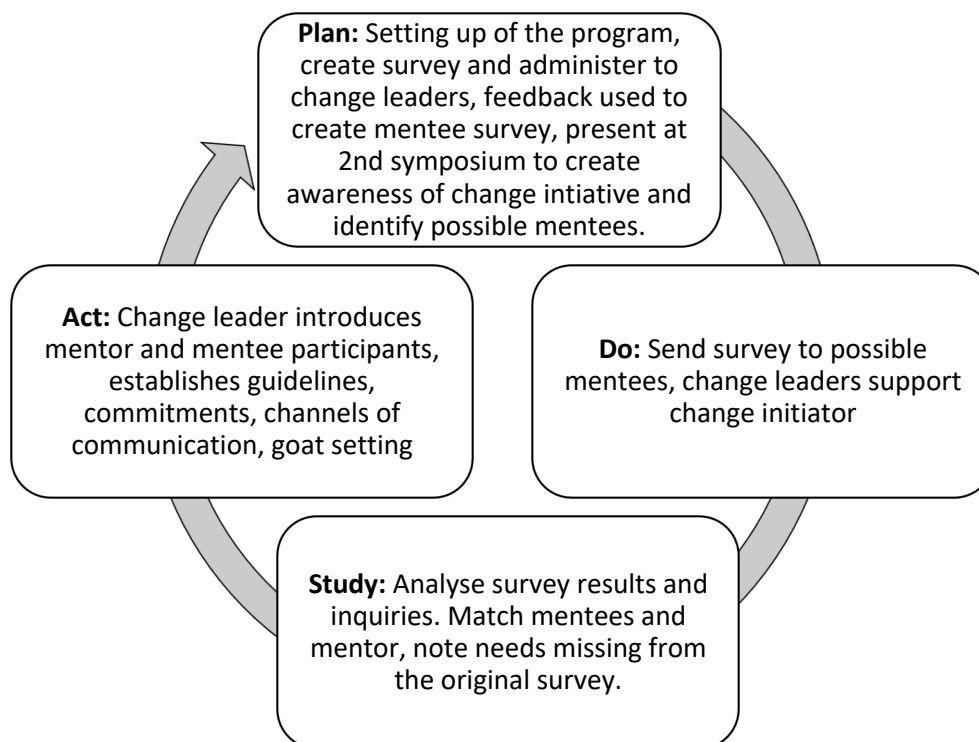 Plan: Setting up of the program,
create survey and administer to
change leaders, feedback used to
create mentee survey, present at
2nd symposium to create
awareness of change intiative and
identify possible mentees.
Do: Send survey to possible
mentees, change leaders support
change initiator
Study: Analyse survey results and
inquiries. Match mentees and
mentor, note needs missing from
the original survey.
Act: Change leader introduces
mentor and mentee participants,
establishes guidelines,
commitments, channels of
communication, goat setting